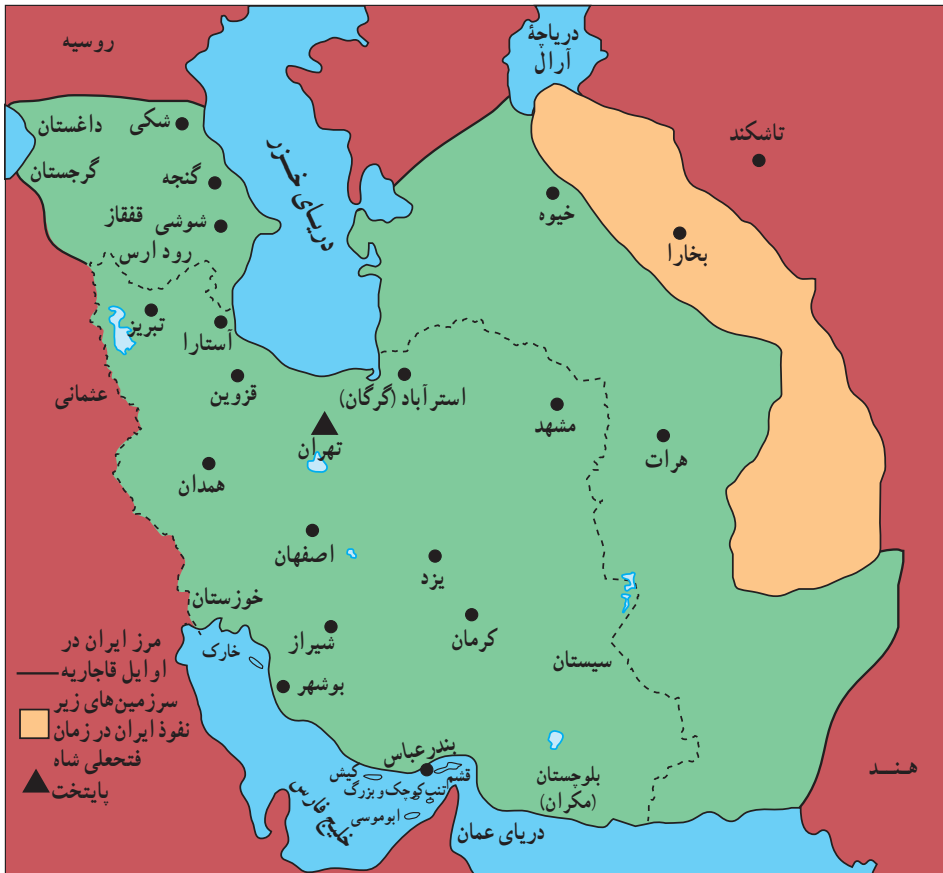 روسیه
دریاچهٔ
آرال
داغستان
شکی
تاشکند
گرجستان
گنجه
دریای خزر
خیوه
قفقاز
شوشی
رود ارس
بخارا
تبریز
آستارا
عثمانی
قزوین
استرآباد (گرگان)
مشهد
تهران
هرات
همدان
اصفهان
یزد
خوزستان
کرمان
شیراز
خارک
سیستان
بوشهر
بندرعباس
کیش
قشم
تنب‌کوچک و بزرگ
ابوموسی
خلیج فارس
دریای عمان
بلوچستان
(مکران)
هند
مرز ایران در
اوایل قاجاریه
سرزمین‌های زیر
نفوذ ایران در زمان
فتحعلی شاه
پایتخت